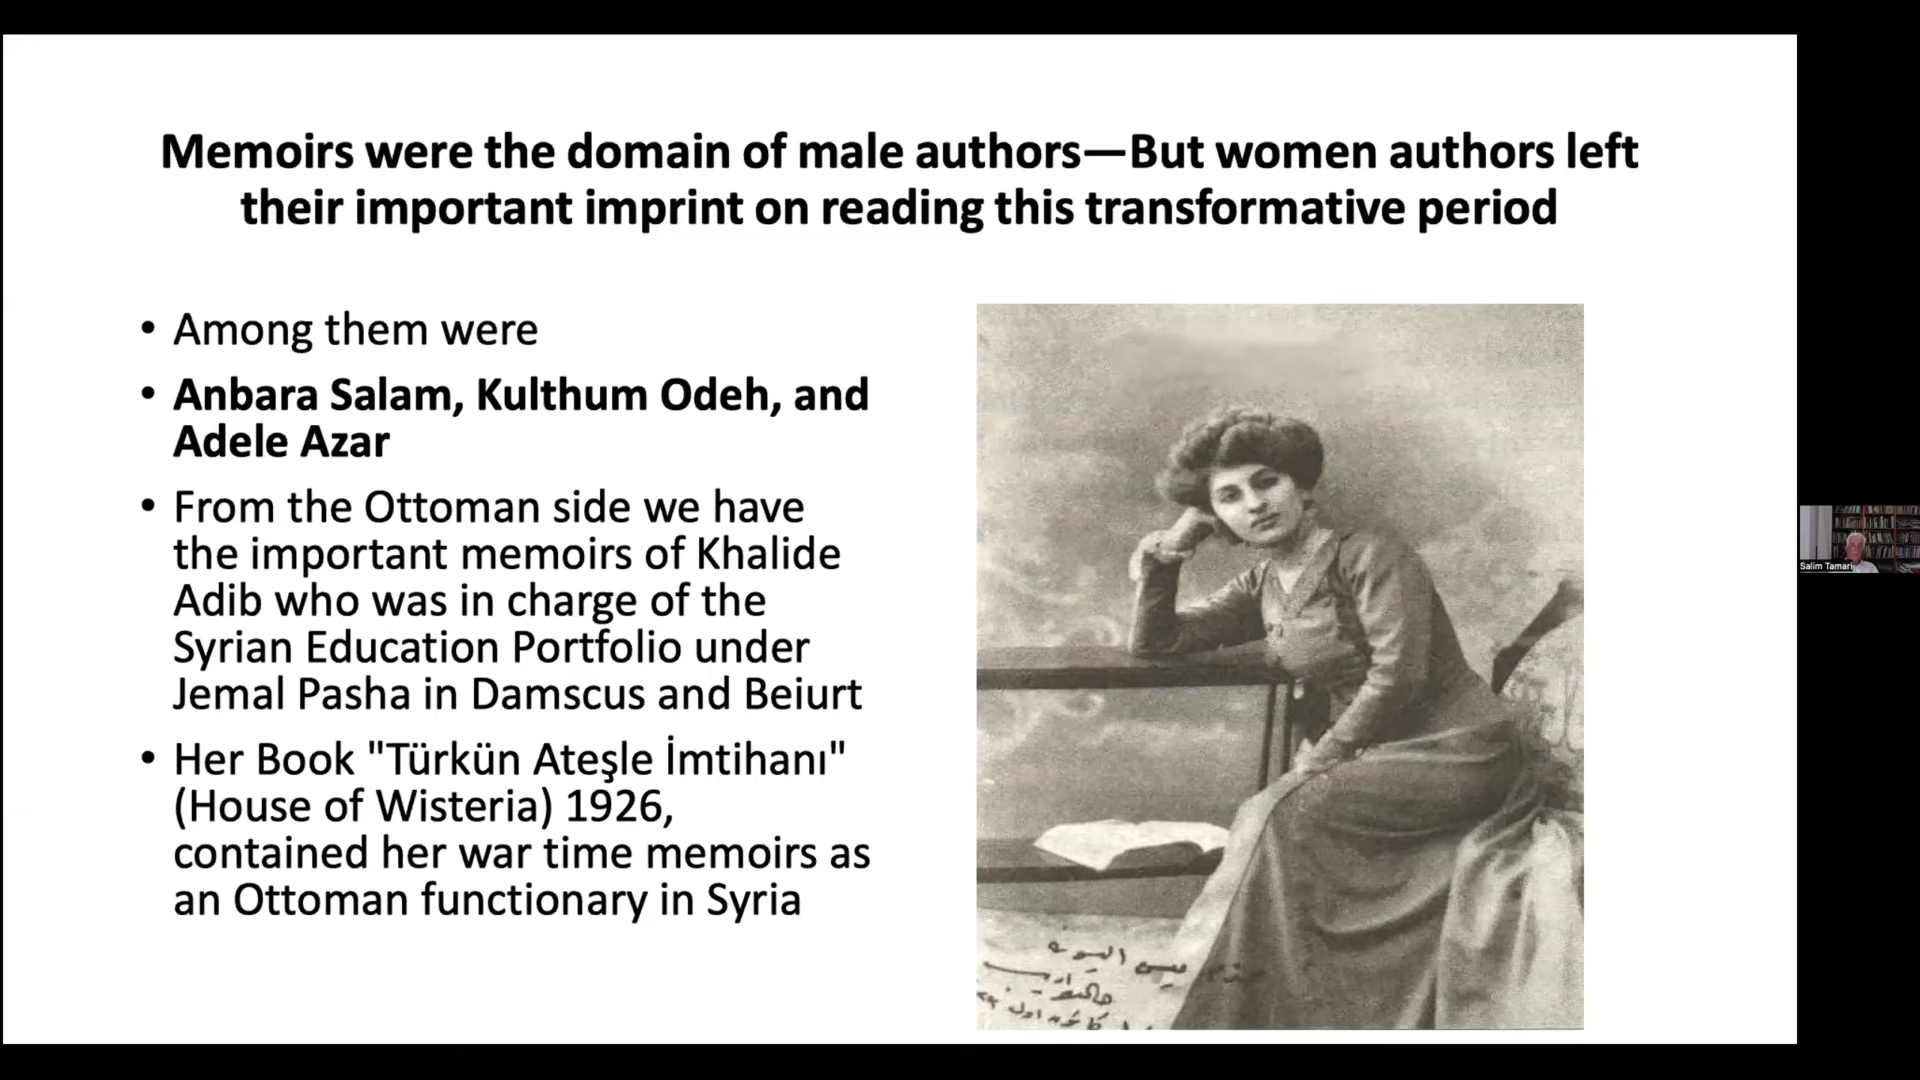 Memoirs were the domain of male authors—But women authors left
their important imprint on reading this transformative period
• Among them were
• Anbara Salam, Kulthum Odeh, and
Adele Azar
• From the Ottoman side we have
the important memoirs of Khalide
Adib who was in charge of the
Syrian Education Portfolio under
Jemal Pasha in Damscus and Beiurt
• Her Book "Türkün Ateşle İmtihanı"
(House of Wisteria) 1926,
contained her war time memoirs as
an Ottoman functionary in Syria
Salim Tamari